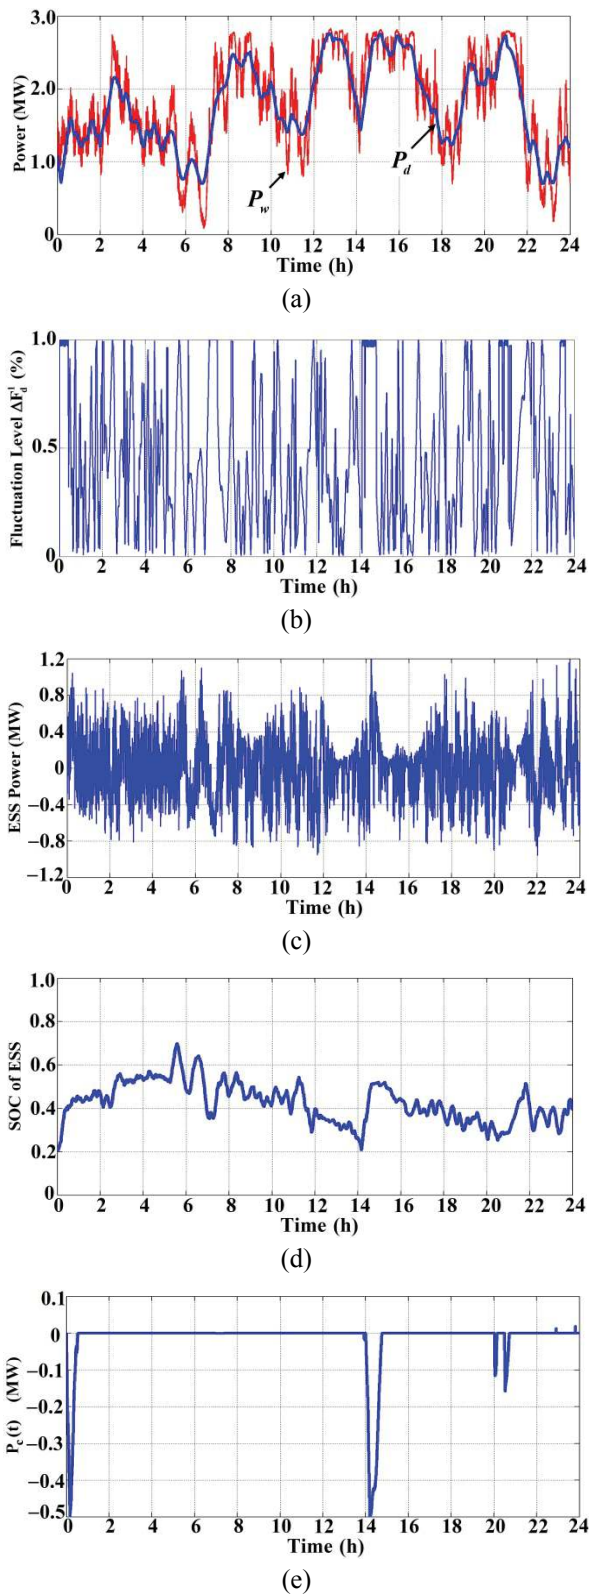 3.0
2.0
1.0
0
Power (MW)
P_w
P_d
0 2 4 6 8 10 12 14 16 18 20 22 24
Time (h)
(a)
1.0
0.5
0
Fluctuation Level ΔF_d^1 (%)
0 2 4 6 8 10 12 14 16 18 20 22 24
Time (h)
(b)
1.2
0.8
0.4
0
−0.4
−0.8
−1.2
ESS Power (MW)
0 2 4 6 8 10 12 14 16 18 20 22 24
Time (h)
(c)
1.0
0.8
0.6
0.4
0.2
0
SOC of ESS
0 2 4 6 8 10 12 14 16 18 20 22 24
Time (h)
(d)
0.1
0
−0.1
−0.2
−0.3
−0.4
−0.5
P_c(t) (MW)
0 2 4 6 8 10 12 14 16 18 20 22 24
Time (h)
(e)